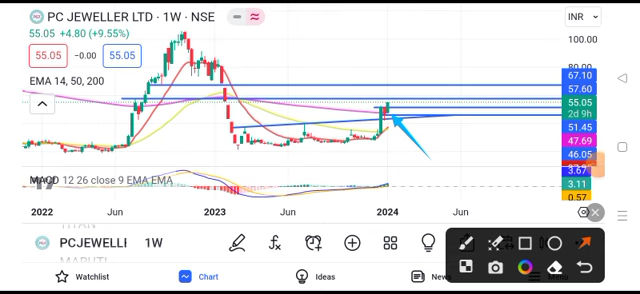 PC JEWELLER LTD · 1W · NSE
INR
55.05 +4.80 (+9.55%)
55.05 −0.00 55.05
EMA 14, 50, 200
100.00
80.00
67.10
57.60
55.05
2d 9h
51.45
47.69
46.05
3.67
MACD 12 26 close 9 EMA EMA
3.11
0.57
2022 Jun 2023 Jun 2024 Jun
PCJEWELLI 1W
MARUTI
Watchlist
Chart
Ideas
News